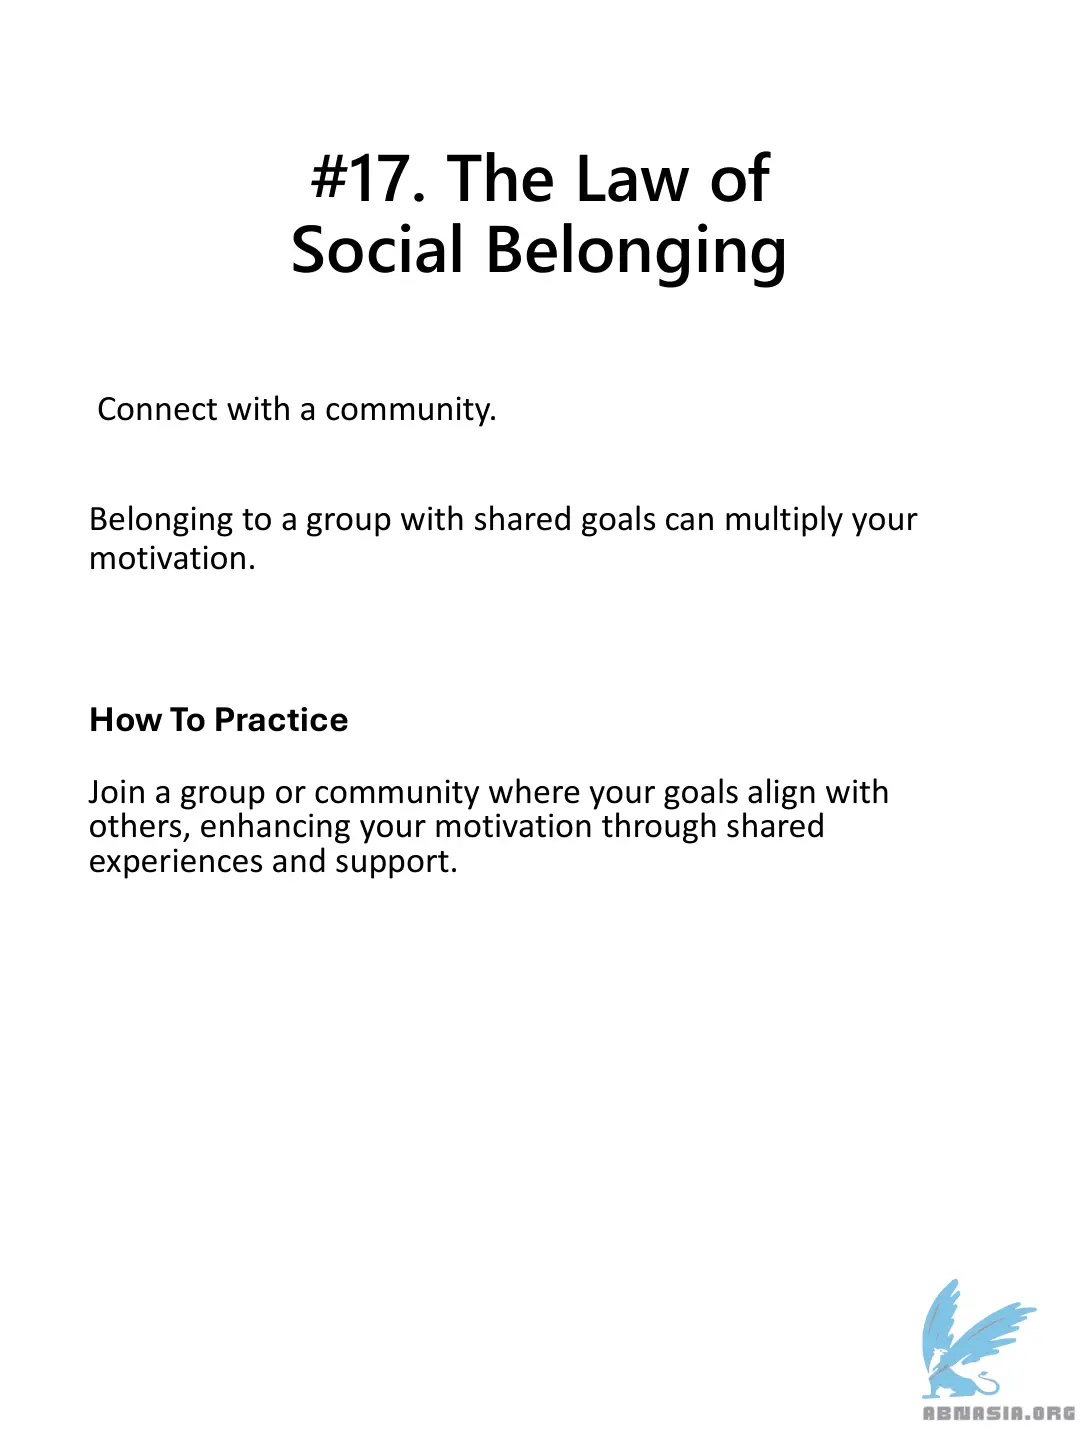 #17. The Law of
Social Belonging
Connect with a community.
Belonging to a group with shared goals can multiply your
motivation.
How To Practice
Join a group or community where your goals align with
others, enhancing your motivation through shared
experiences and support.
ABNASIA.ORG